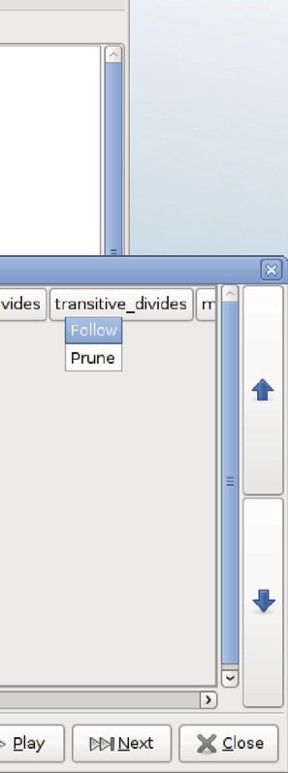 vides transitive_divides m
Follow
Prune
Play Next Close